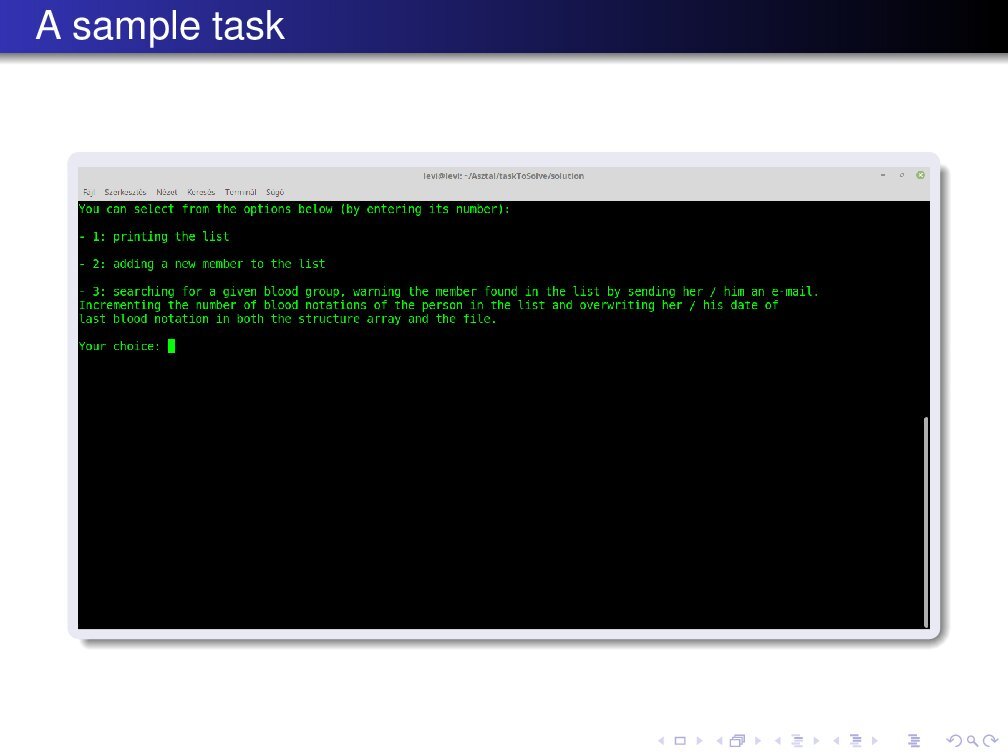 A sample task
levi@levi: ~/Asztal/taskToSolve/solution
Fájl Szerkesztés Nézet Keresés Terminál Súgó
You can select from the options below (by entering its number):
- 1: printing the list
- 2: adding a new member to the list
- 3: searching for a given blood group, warning the member found in the list by sending her / him an e-mail.
Incrementing the number of blood notations of the person in the list and overwriting her / his date of
last blood notation in both the structure array and the file.
Your choice: